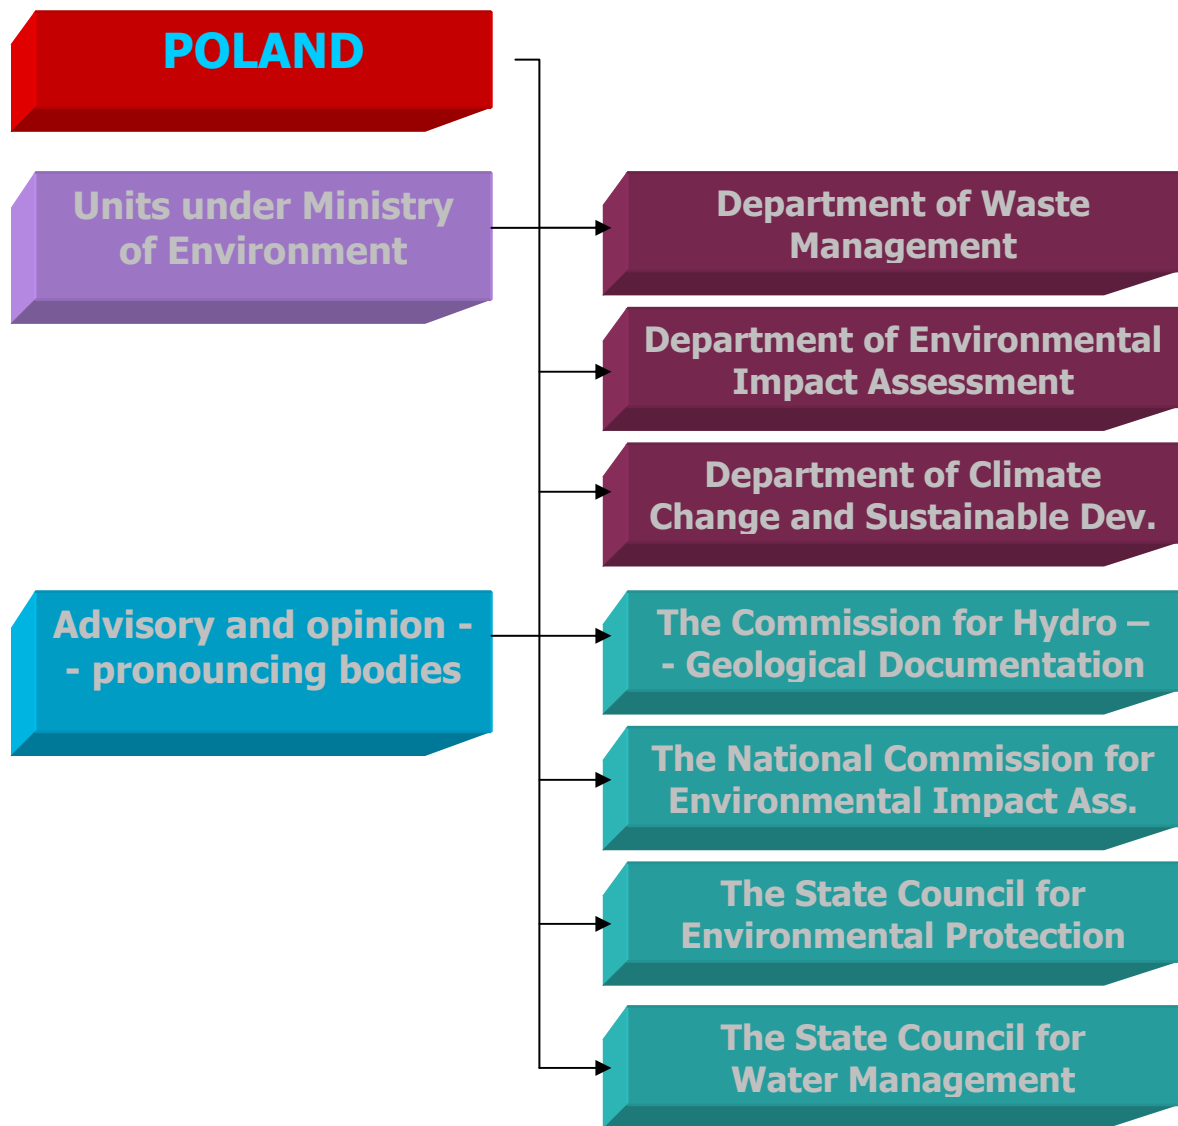 POLAND
Units under Ministry
of Environment
Department of Waste
Management
Department of Environmental
Impact Assessment
Department of Climate
Change and Sustainable Dev.
Advisory and opinion -
- pronouncing bodies
The Commission for Hydro –
- Geological Documentation
The National Commission for
Environmental Impact Ass.
The State Council for
Environmental Protection
The State Council for
Water Management